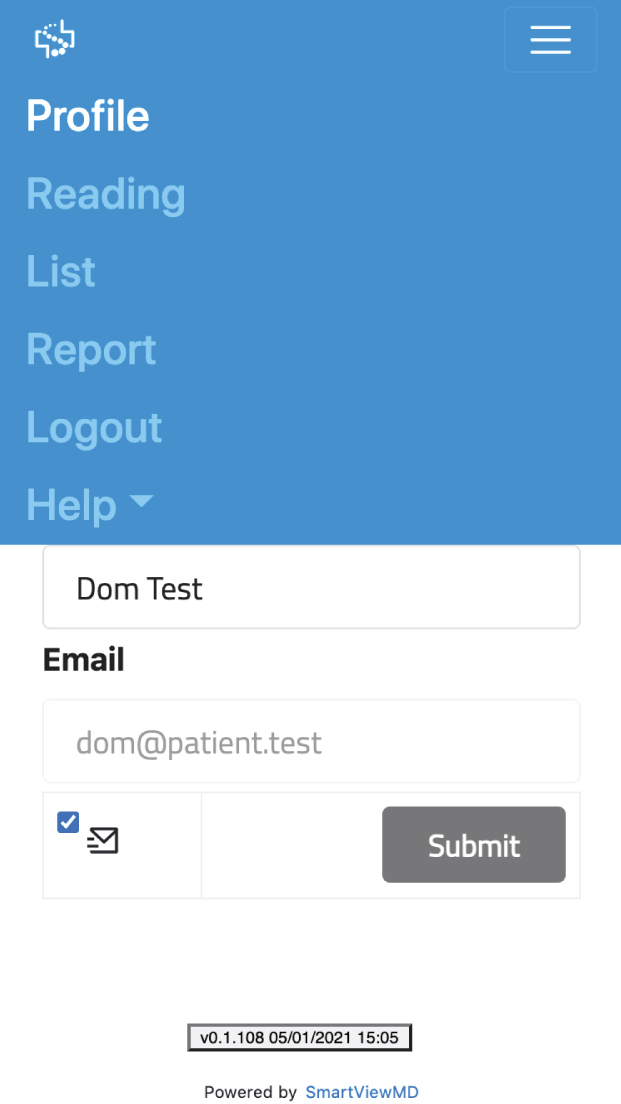 Profile
Reading
List
Report
Logout
Help
Dom Test
Email
dom@patient.test
Submit
v0.1.108 05/01/2021 15:05
Powered by SmartViewMD